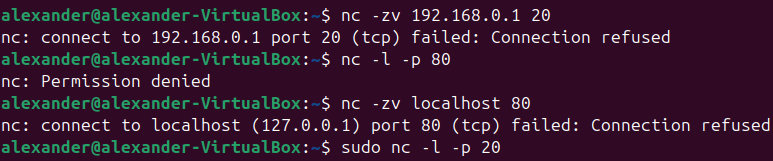 alexander@alexander-VirtualBox:~$ nc -zv 192.168.0.1 20
nc: connect to 192.168.0.1 port 20 (tcp) failed: Connection refused
alexander@alexander-VirtualBox:~$ nc -l -p 80
nc: Permission denied
alexander@alexander-VirtualBox:~$ nc -zv localhost 80
nc: connect to localhost (127.0.0.1) port 80 (tcp) failed: Connection refused
alexander@alexander-VirtualBox:~$ sudo nc -l -p 20